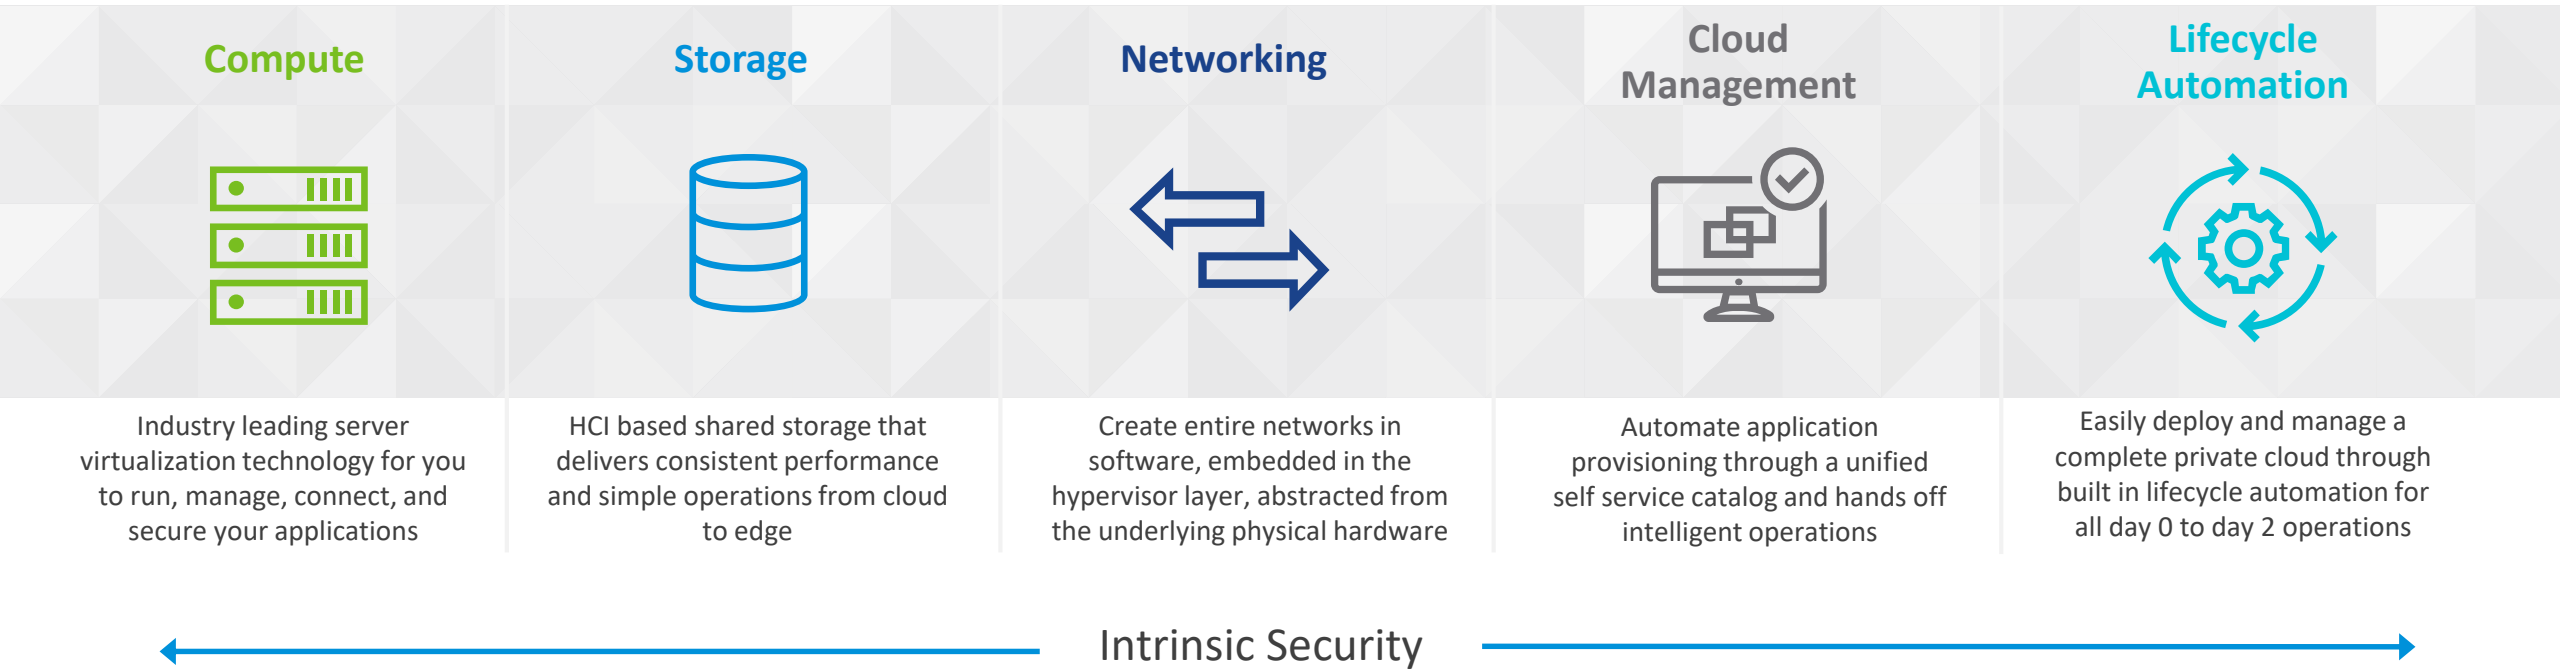 Compute
Storage
Networking
Cloud
Management
Lifecycle
Automation
Industry leading server
virtualization technology for you
to run, manage, connect, and
secure your applications
HCI based shared storage that
delivers consistent performance
and simple operations from cloud
to edge
Create entire networks in
software, embedded in the
hypervisor layer, abstracted from
the underlying physical hardware
Automate application
provisioning through a unified
self service catalog and hands off
intelligent operations
Easily deploy and manage a
complete private cloud through
built in lifecycle automation for
all day 0 to day 2 operations
Intrinsic Security